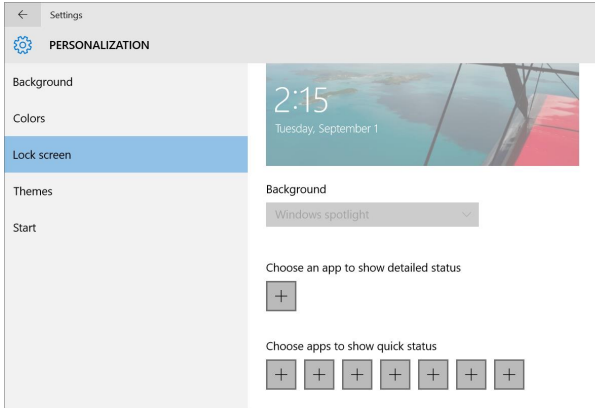 Settings
PERSONALIZATION
Background
Colors
Lock screen
Themes
Start
2:15
Tuesday, September 1
Background
Windows spotlight
Choose an app to show detailed status
Choose apps to show quick status